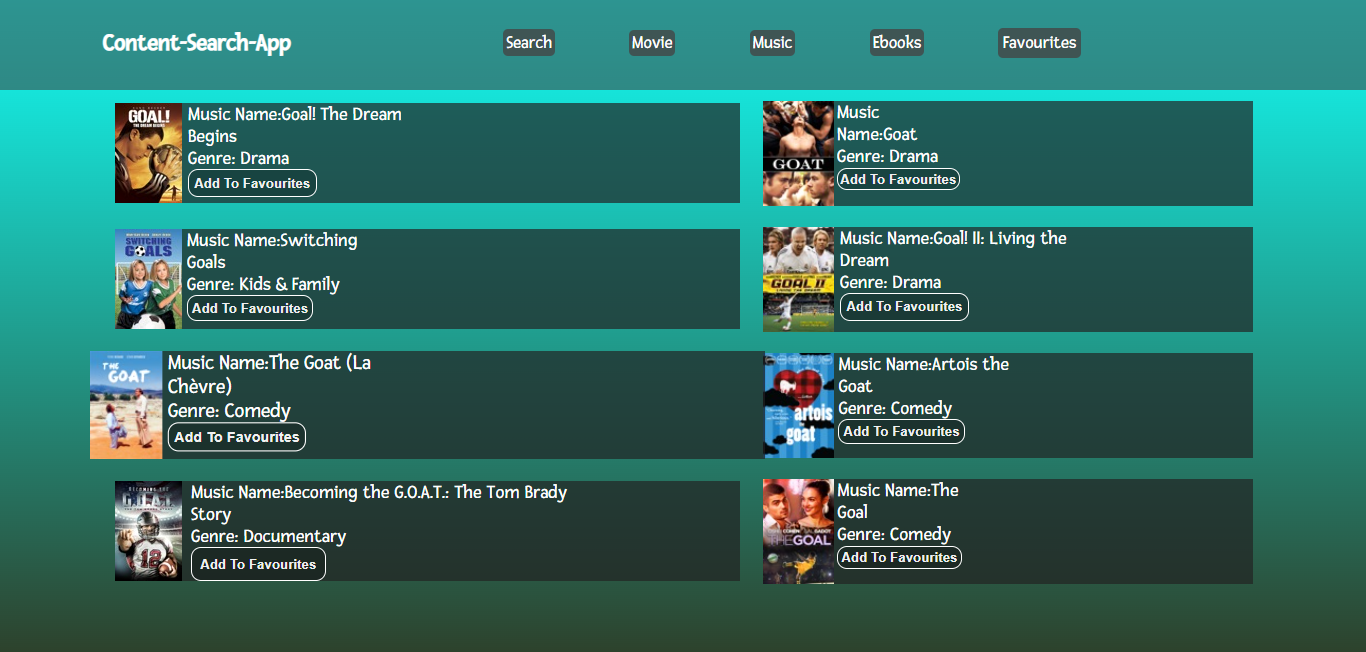 Content-Search-App
Search
Movie
Music
Ebooks
Favourites
GOAL!
THE DREAM BEGINS
Music Name:Goal! The Dream
Begins
Genre: Drama
Add To Favourites
GOAT
Music
Name:Goat
Genre: Drama
Add To Favourites
SWITCHING
GOALS
Music Name:Switching
Goals
Genre: Kids & Family
Add To Favourites
GOAL II
LIVING THE DREAM
Music Name:Goal! II: Living the
Dream
Genre: Drama
Add To Favourites
THE
GOAT
Music Name:The Goat (La
Chèvre)
Genre: Comedy
Add To Favourites
artois
the
goat
Music Name:Artois the
Goat
Genre: Comedy
Add To Favourites
BECOMING THE
G.O.A.T.
12
Music Name:Becoming the G.O.A.T.: The Tom Brady
Story
Genre: Documentary
Add To Favourites
THE GOAL
Music Name:The
Goal
Genre: Comedy
Add To Favourites